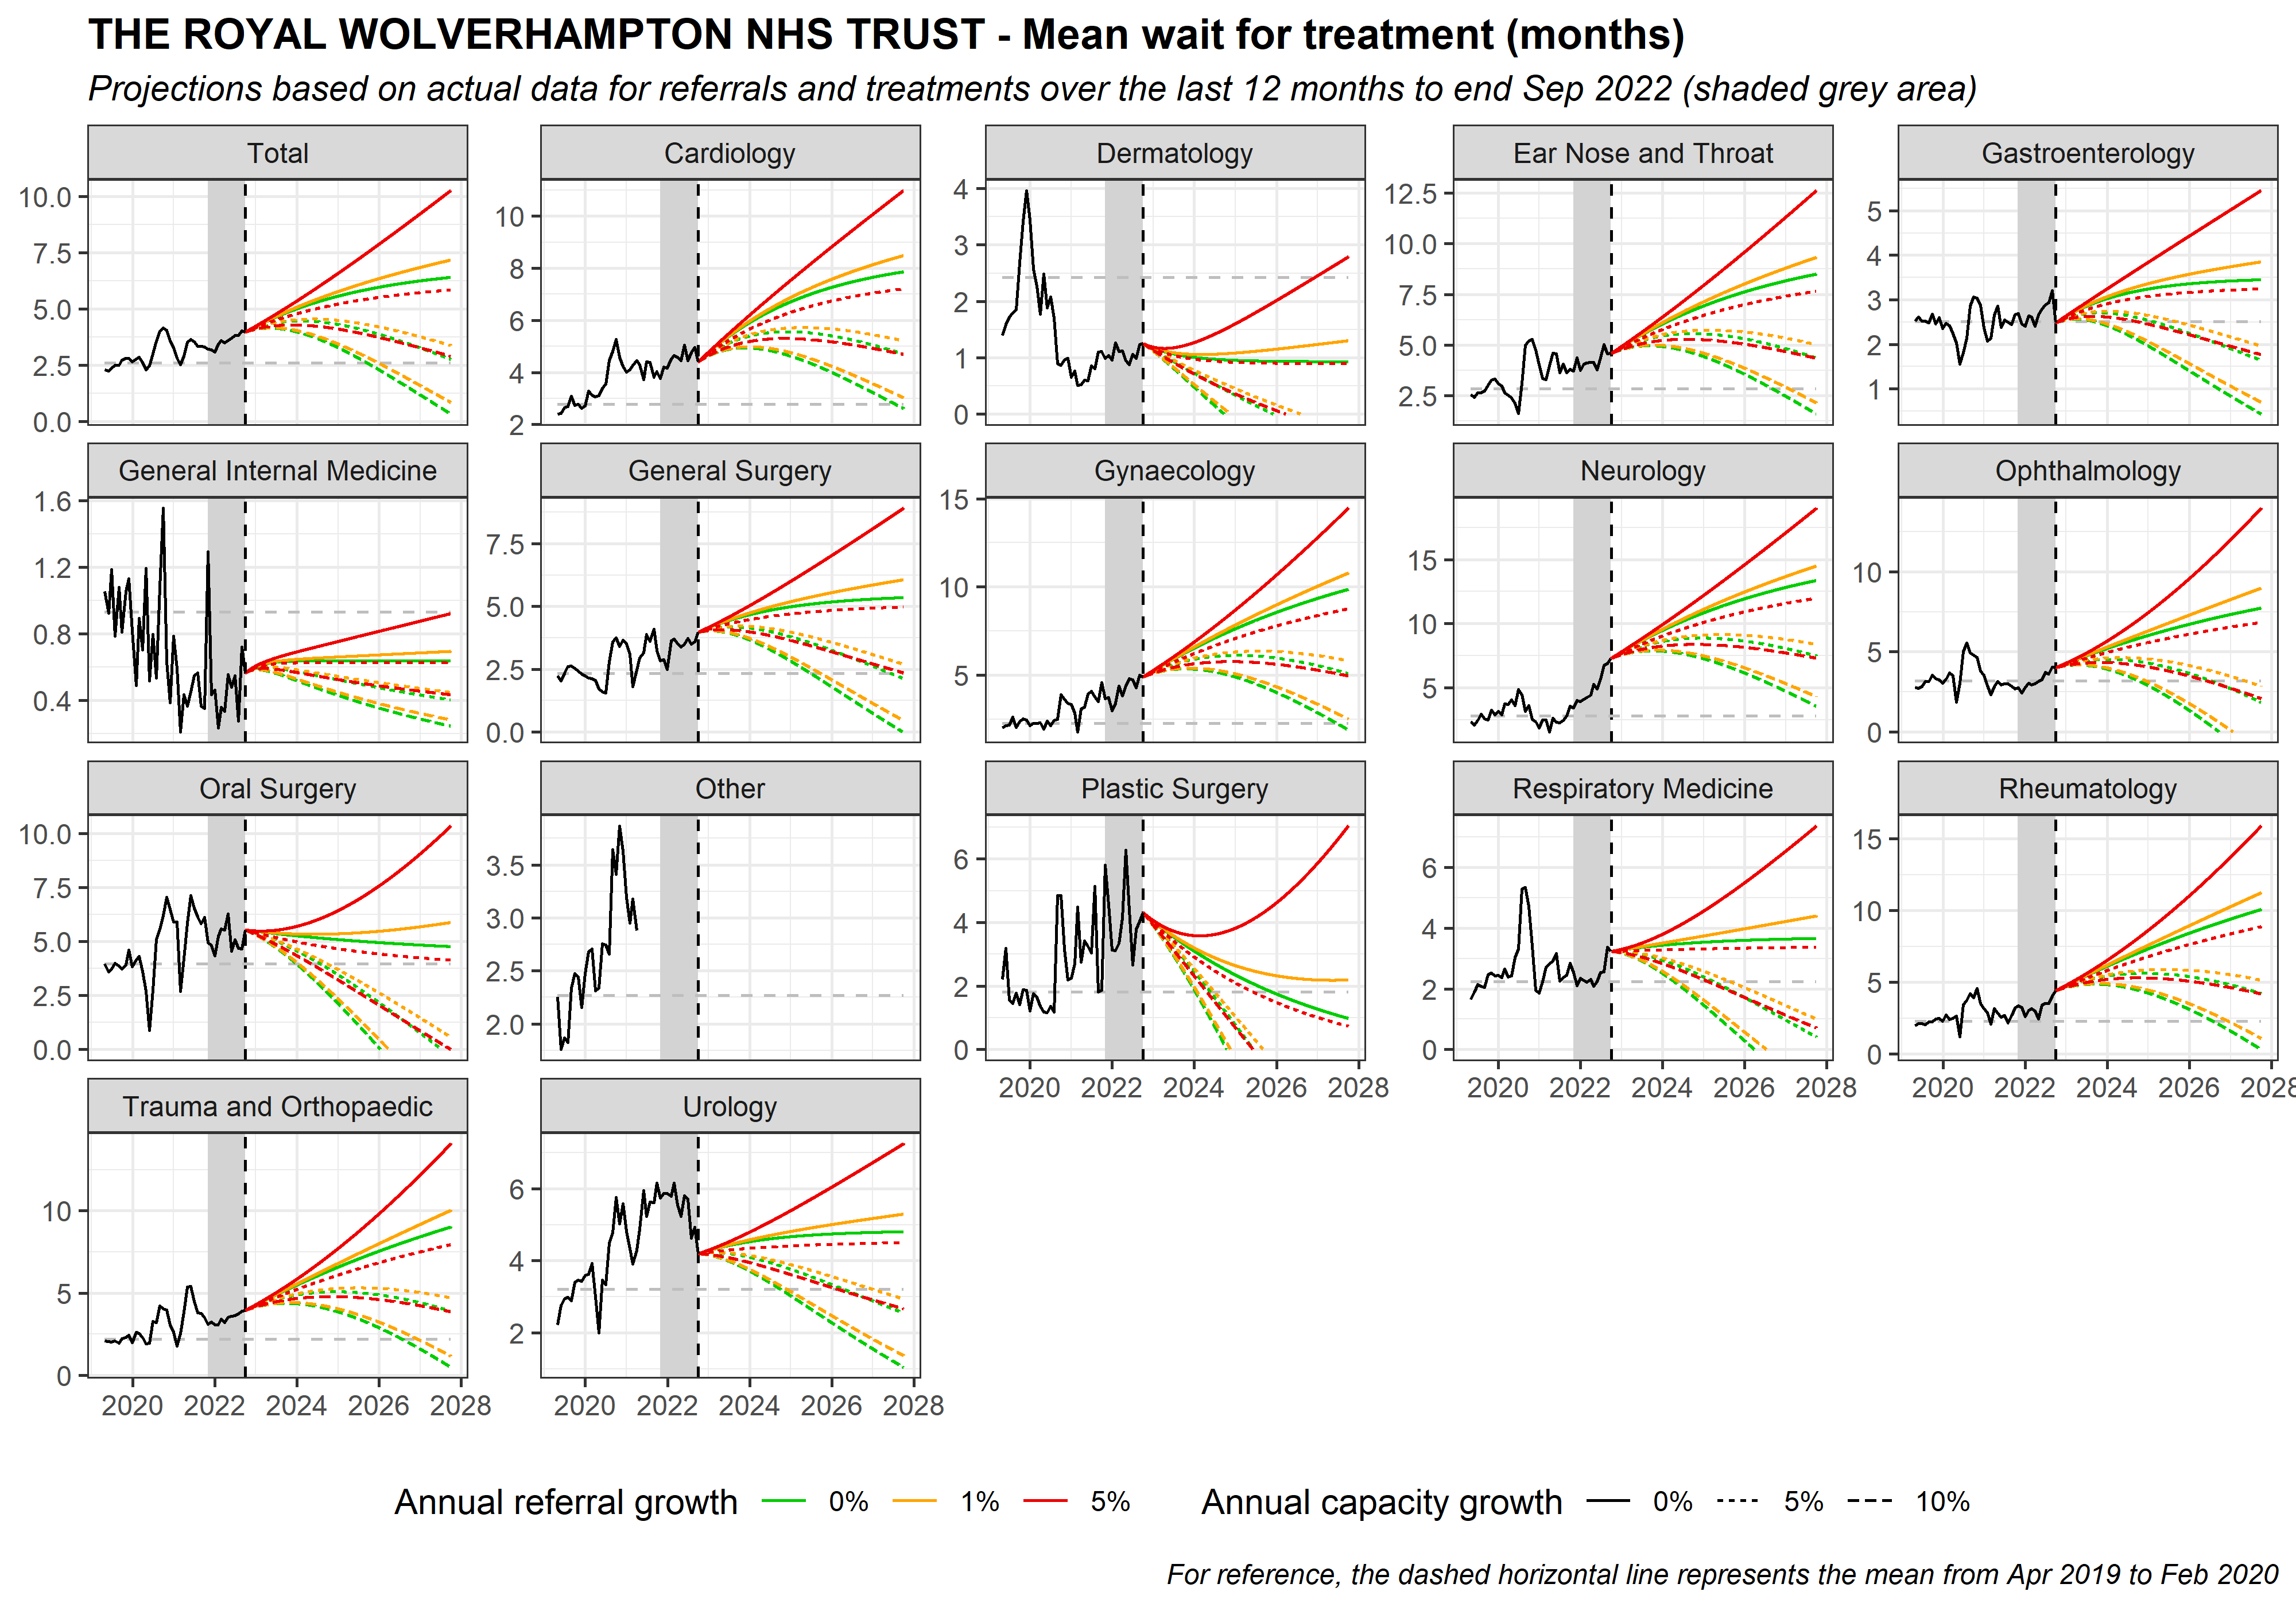 THE ROYAL WOLVERHAMPTON NHS TRUST - Mean wait for treatment (months)
Projections based on actual data for referrals and treatments over the last 12 months to end Sep 2022 (shaded grey area)
Total
10.0
7.5
5.0
2.5
0.0
Cardiology
10
8
6
4
2
Dermatology
4
3
2
1
0
Ear Nose and Throat
12.5
10.0
7.5
5.0
2.5
Gastroenterology
5
4
3
2
1
General Internal Medicine
1.6
1.2
0.8
0.4
General Surgery
7.5
5.0
2.5
0.0
Gynaecology
15
10
5
Neurology
15
10
5
Ophthalmology
10
5
0
Oral Surgery
10.0
7.5
5.0
2.5
0.0
Other
3.5
3.0
2.5
2.0
Plastic Surgery
6
4
2
0
2020 2022 2024 2026 2028
Respiratory Medicine
6
4
2
0
2020 2022 2024 2026 2028
Rheumatology
15
10
5
0
2020 2022 2024 2026 2028
Trauma and Orthopaedic
10
5
0
2020 2022 2024 2026 2028
Urology
6
4
2
2020 2022 2024 2026 2028
Annual referral growth 0% 1% 5% Annual capacity growth 0% 5% 10%
For reference, the dashed horizontal line represents the mean from Apr 2019 to Feb 2020